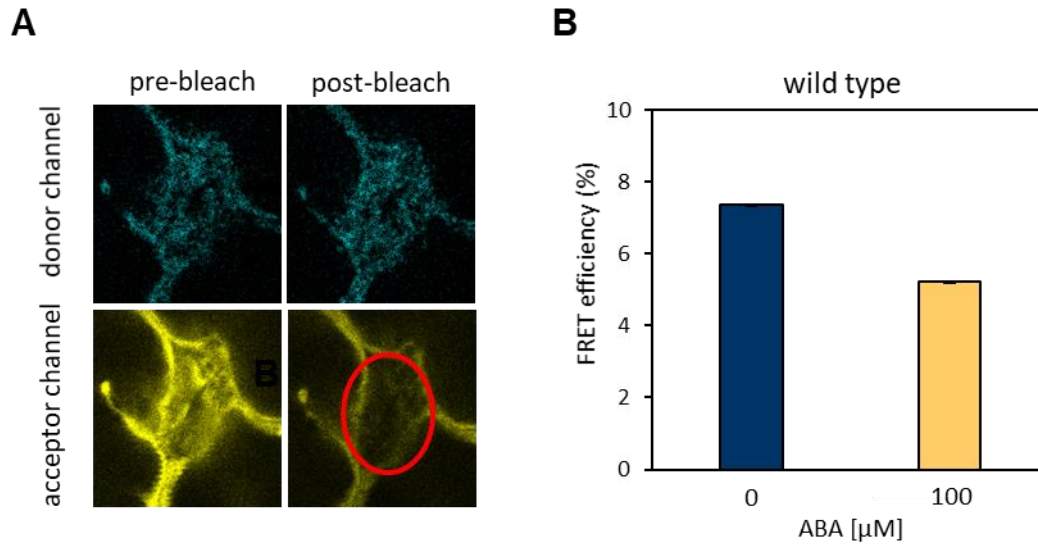 A
pre-bleach
post-bleach
donor channel
acceptor channel
B
B
wild type
FRET efficiency (%)
10
8
6
4
2
0
0
100
ABA [µM]